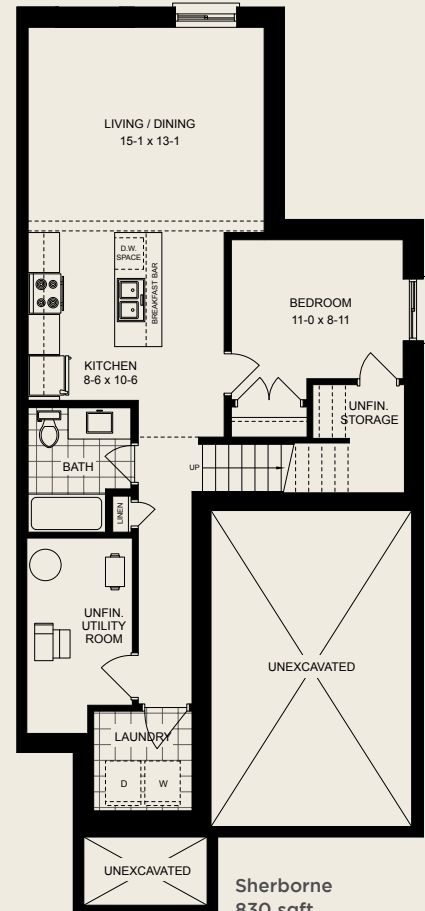 LIVING / DINING
15-1 x 13-1
D.W.
SPACE
BREAKFAST BAR
BEDROOM
11-0 x 8-11
KITCHEN
8-6 x 10-6
UNFIN.
STORAGE
BATH
UP
LINEN
UNFIN.
UTILITY
ROOM
UNEXCAVATED
LAUNDRY
D
W
UNEXCAVATED
Sherborne
830 sqft